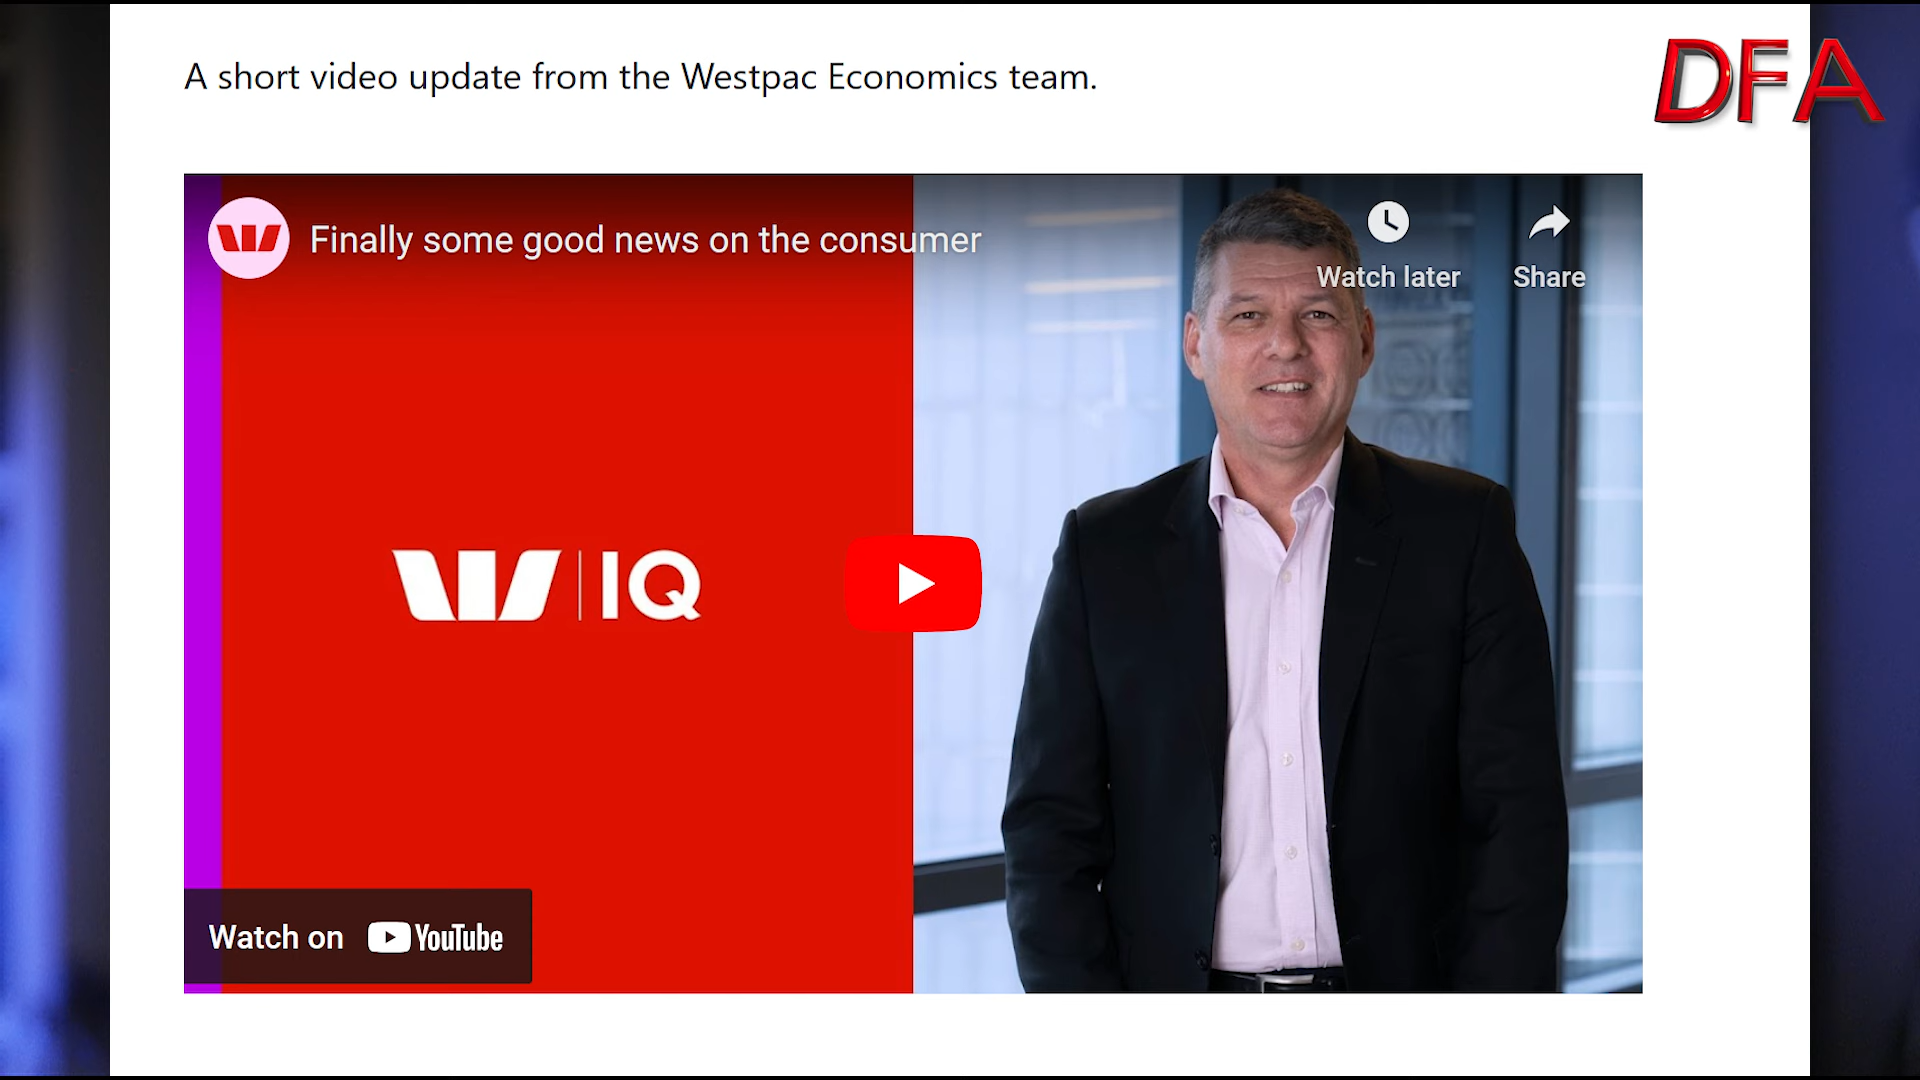 A short video update from the Westpac Economics team.
DFA
Finally some good news on the consumer
Watch later
Share
IQ
Watch on YouTube